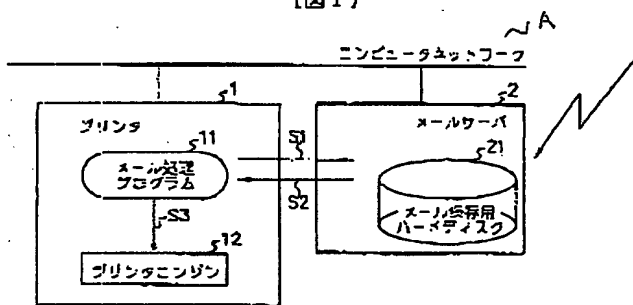 [図1]
A
コンピュータネットワーク
1
プリンタ
11
メール処理
プログラム
S3
12
プリンタエンジン
S1
S2
2
メールサーバ
21
メール保存用
ハードディスク